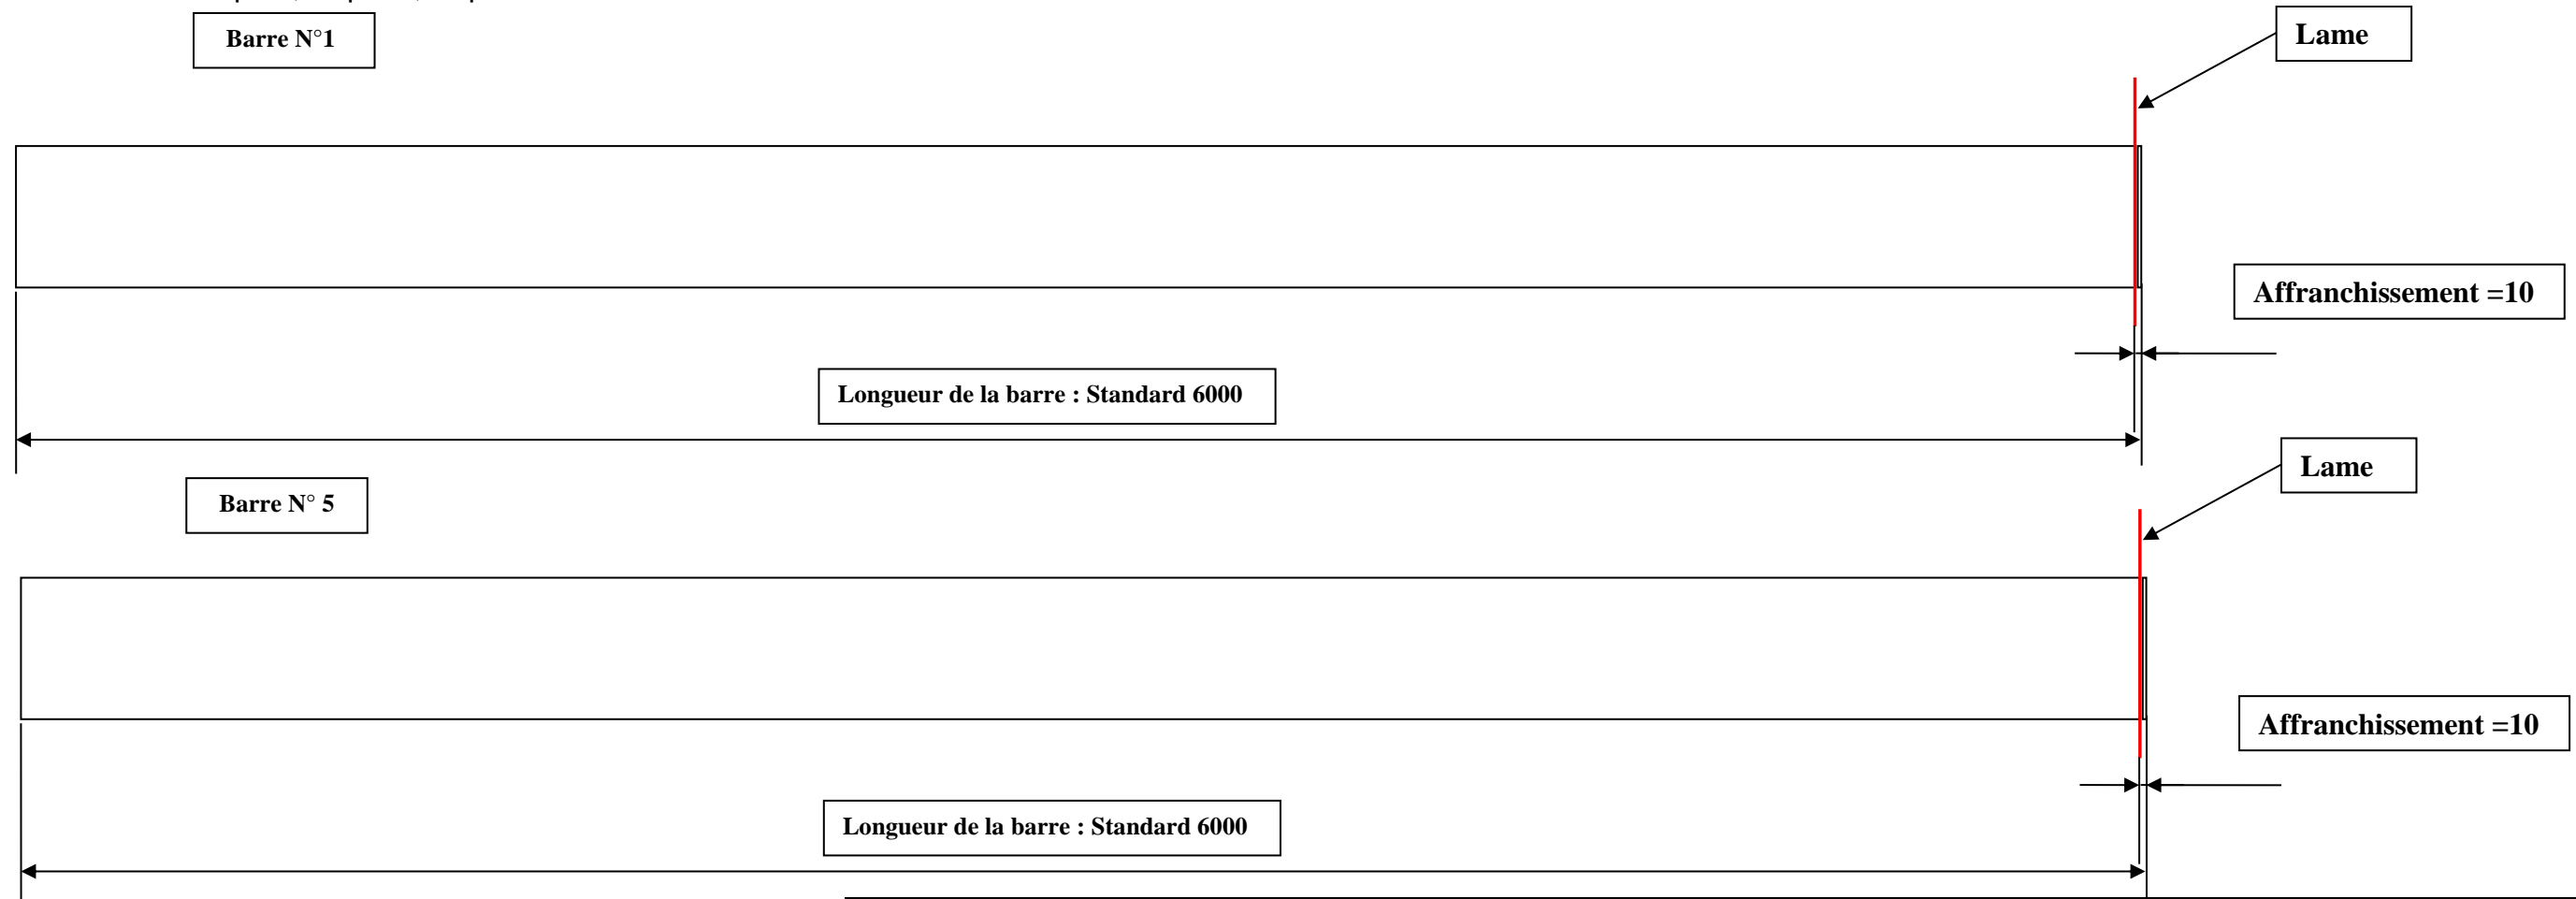 Barre N°1
Lame
Affranchissement =10
Longueur de la barre : Standard 6000
Lame
Barre N° 5
Affranchissement =10
Longueur de la barre : Standard 6000